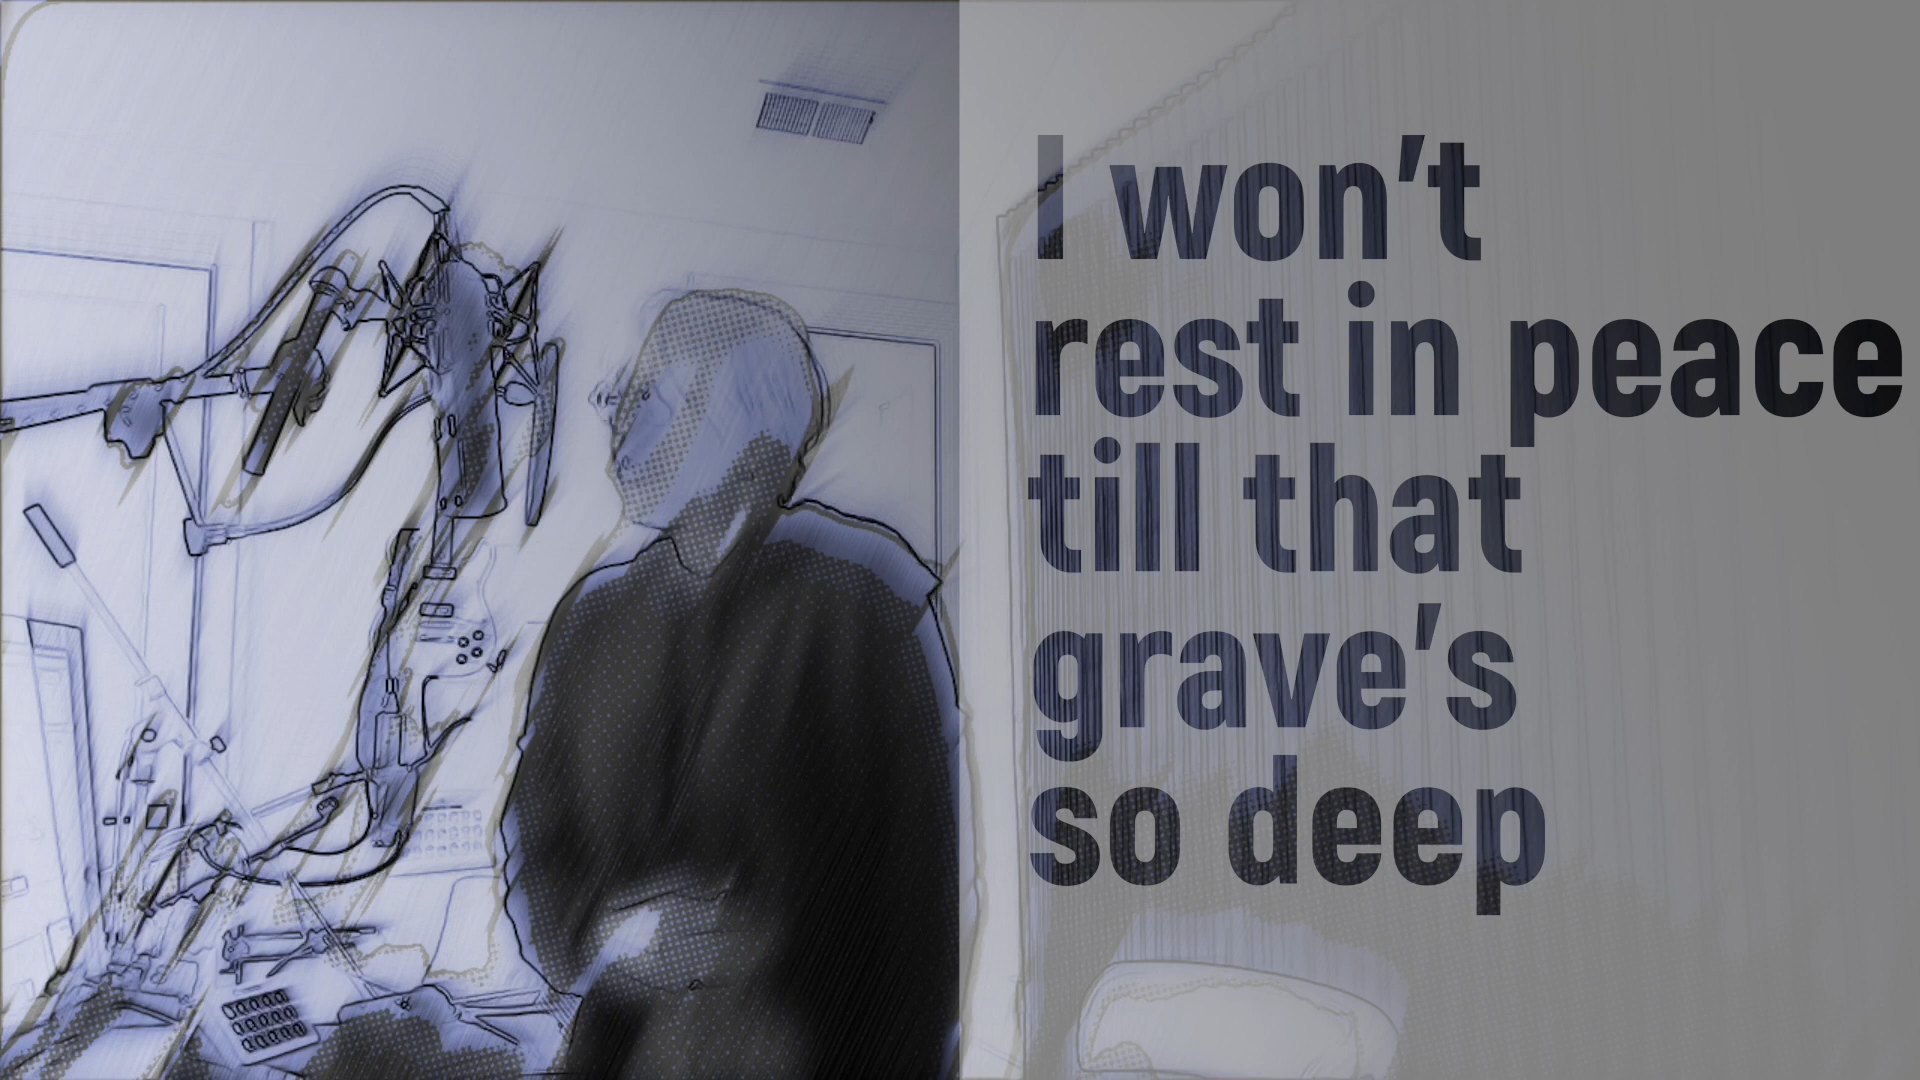 I won't
rest in peace
till that
grave's
so deep